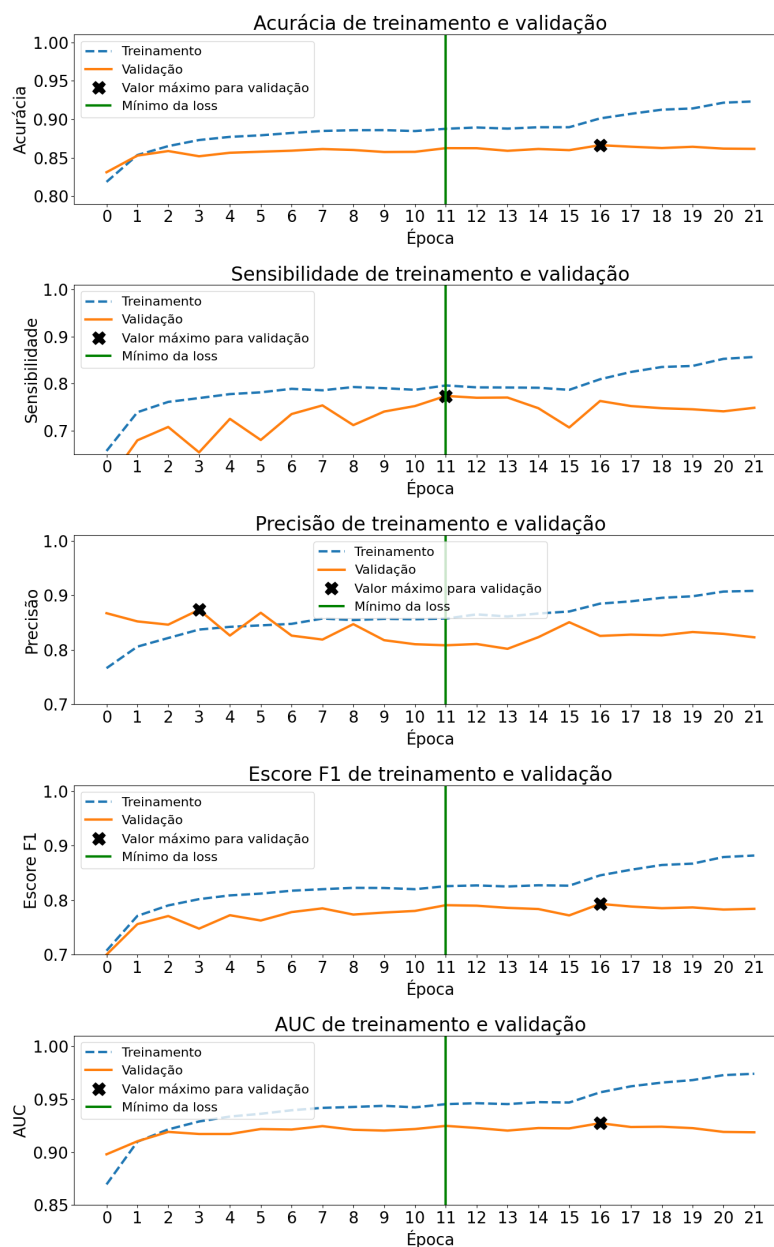 Acurácia de treinamento e validação
1.00
0.95
0.90
0.85
0.80
Acurácia
Treinamento
Validação
Valor máximo para validação
Mínimo da loss
0 1 2 3 4 5 6 7 8 9 10 11 12 13 14 15 16 17 18 19 20 21
Época
Sensibilidade de treinamento e validação
1.0
0.9
0.8
0.7
Sensibilidade
Treinamento
Validação
Valor máximo para validação
Mínimo da loss
0 1 2 3 4 5 6 7 8 9 10 11 12 13 14 15 16 17 18 19 20 21
Época
Precisão de treinamento e validação
1.0
0.9
0.8
0.7
Precisão
Treinamento
Validação
Valor máximo para validação
Mínimo da loss
0 1 2 3 4 5 6 7 8 9 10 11 12 13 14 15 16 17 18 19 20 21
Época
Escore F1 de treinamento e validação
1.0
0.9
0.8
0.7
Escore F1
Treinamento
Validação
Valor máximo para validação
Mínimo da loss
0 1 2 3 4 5 6 7 8 9 10 11 12 13 14 15 16 17 18 19 20 21
Época
AUC de treinamento e validação
1.00
0.95
0.90
0.85
AUC
Treinamento
Validação
Valor máximo para validação
Mínimo da loss
0 1 2 3 4 5 6 7 8 9 10 11 12 13 14 15 16 17 18 19 20 21
Época